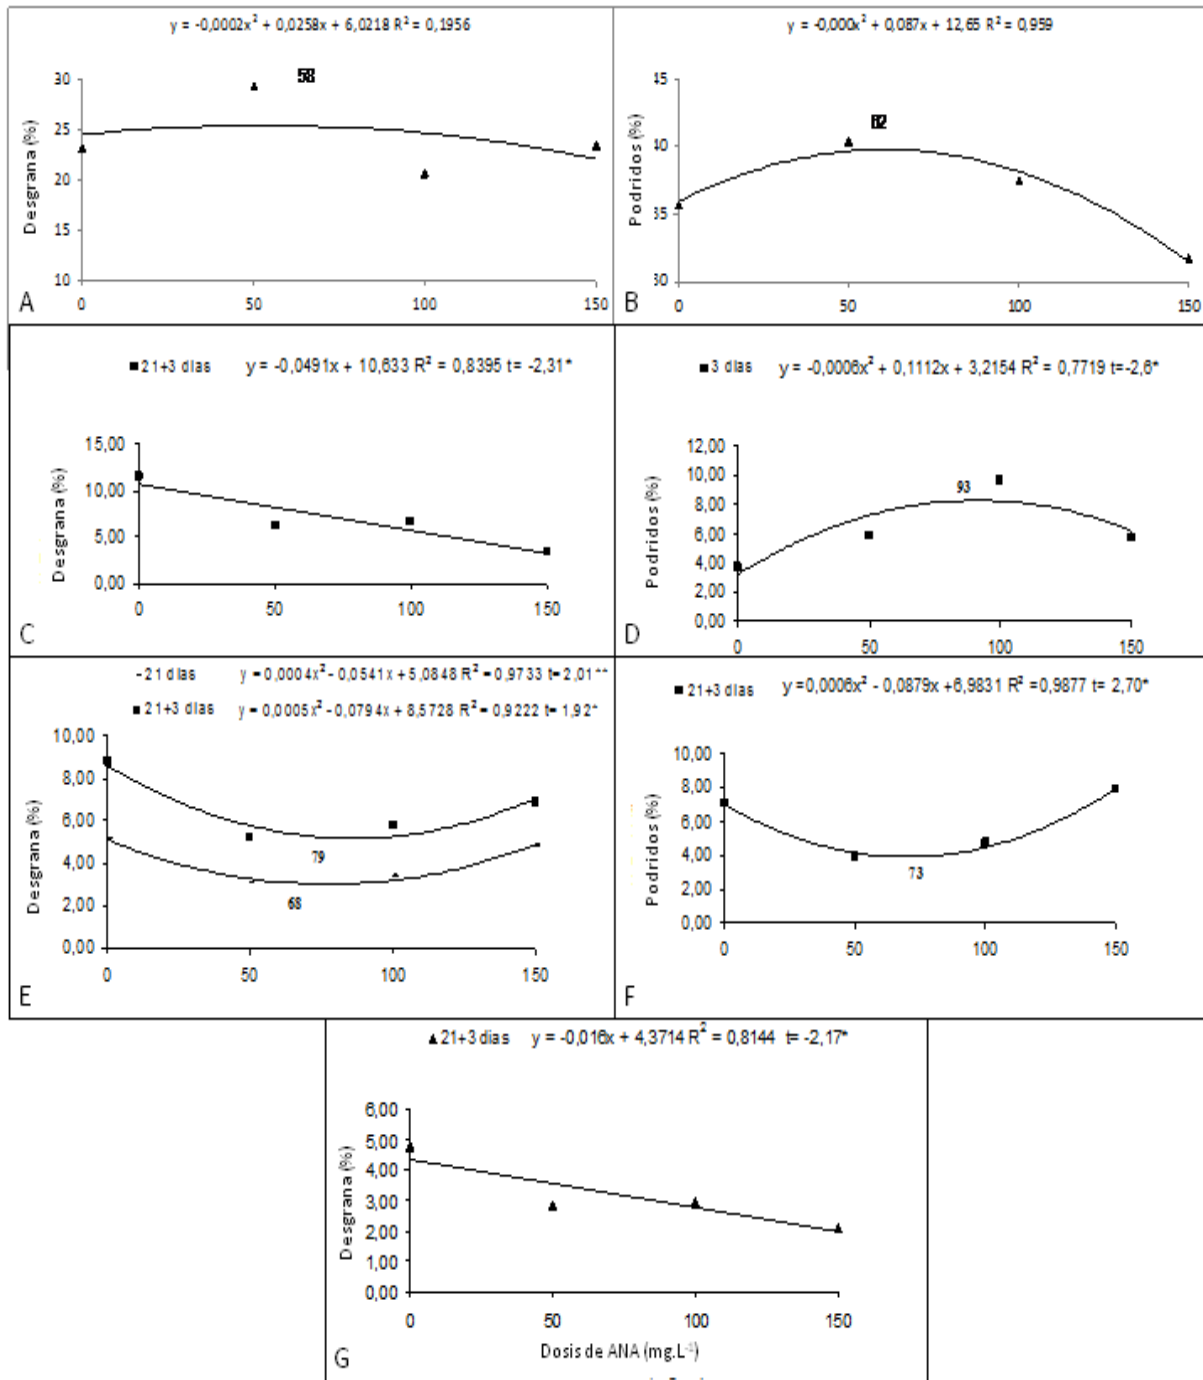 y = -0,0002x² + 0,0258x + 6,0218 R² = 0,1956
58
Desgrana (%)
30
25
20
15
10
0 50 100 150
A
y = -0,000x² + 0,087x + 12,65 R² = 0,959
Podridos (%)
45
40
35
30
0 50 100 150
B
21+3 dias y = -0,0491x + 10,633 R² = 0,8395 t= -2,31*
Desgrana (%)
15,00
10,00
5,00
0,00
0 50 100 150
C
3 dias y = -0,0006x² + 0,1112x + 3,2154 R² = 0,7719 t=-2,6*
Podridos (%)
12,00
10,00
8,00
6,00
4,00
2,00
0,00
93
0 50 100 150
D
21 dias y = 0,0004x² - 0,0541x + 5,0848 R² = 0,9733 t= 2,01**
21+3 dias y = 0,0005x² - 0,0794x + 8,5728 R² = 0,9222 t= 1,92*
Desgrana (%)
10,00
8,00
6,00
4,00
2,00
0,00
79
68
0 50 100 150
E
21+3 dias y=0,0006x² - 0,0879x +6,9831 R² =0,9877 t= 2,70*
Podridos (%)
10,00
8,00
6,00
4,00
2,00
0,00
73
0 50 100 150
F
21+3 dias y = -0,016x + 4,3714 R² = 0,8144 t= -2,17*
Desgrana (%)
6,00
5,00
4,00
3,00
2,00
1,00
0,00
0 50 100 150
G
Dosis de ANA (mg.L⁻¹)